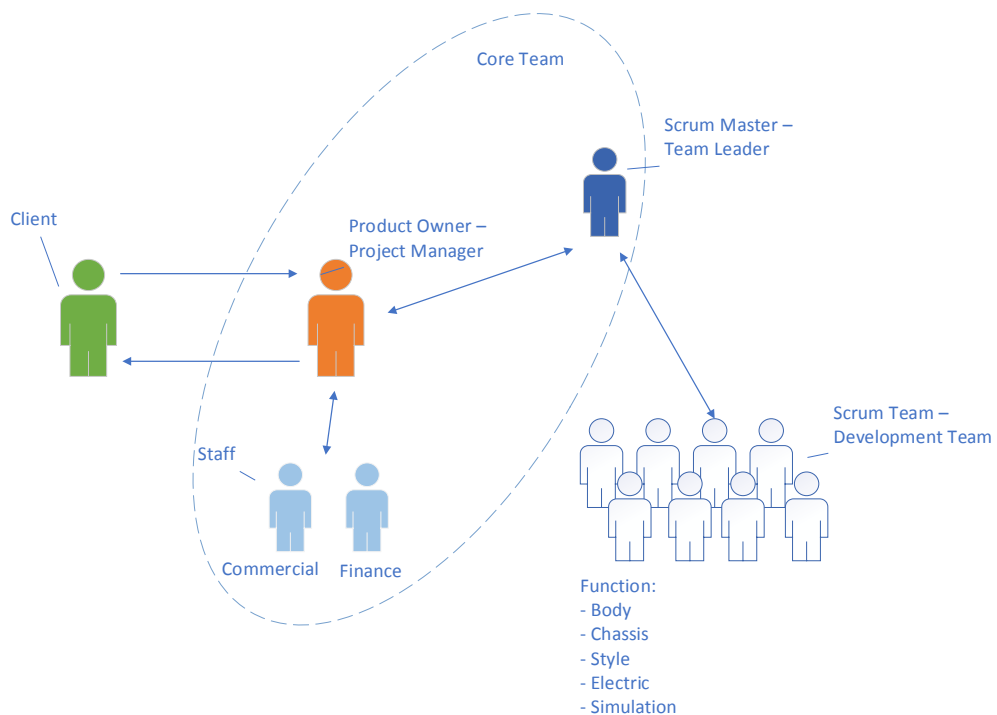 Core Team
Scrum Master –
Team Leader
Client
Product Owner –
Project Manager
Scrum Team –
Development Team
Staff
Commercial
Finance
Function:
- Body
- Chassis
- Style
- Electric
- Simulation